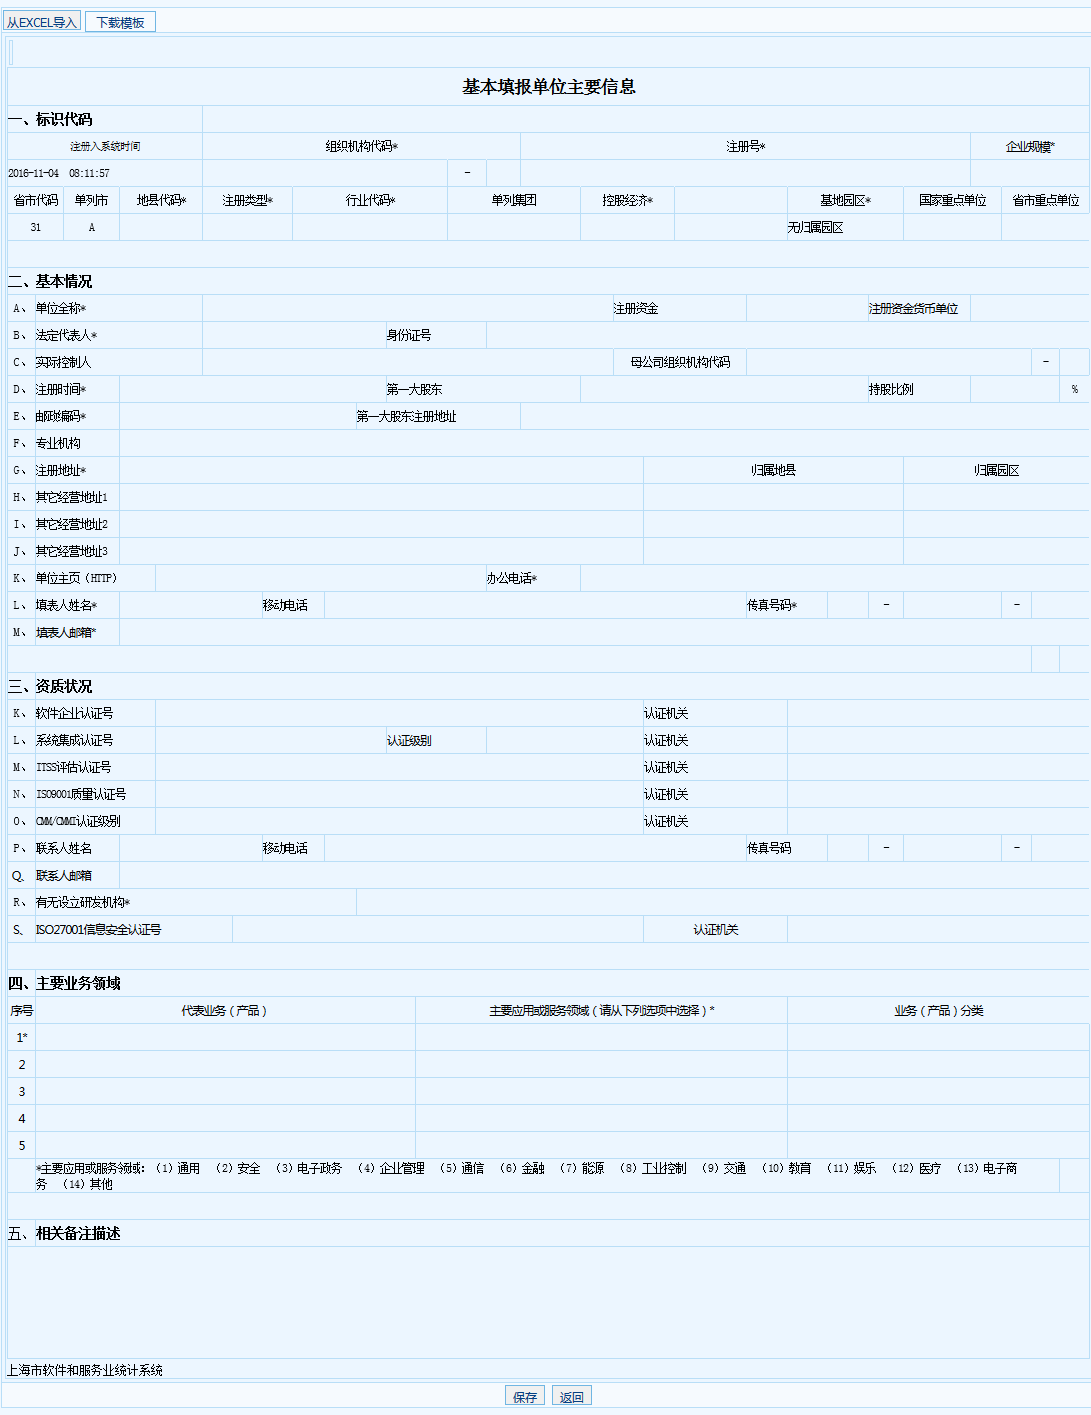 从EXCEL导入 下载模板
基本填报单位主要信息
一、标识代码
注册入系统时间 组织机构代码* 注册号* 企业规模*
2016-11-04 08:11:57 -
省市代码 单列市 地县代码* 注册类型* 行业代码* 单列集团 控股经济* 基地园区* 国家重点单位 省市重点单位
31 A 无归属园区
二、基本情况
A、 单位全称* 注册资金 注册资金货币单位
B、 法定代表人* 身份证号
C、 实际控制人 母公司组织机构代码 -
D、 注册时间* 第一大股东 持股比例 %
E、 邮政编码* 第一大股东注册地址
F、 专业机构
G、 注册地址* 归属地县 归属园区
H、 其它经营地址1
I、 其它经营地址2
J、 其它经营地址3
K、 单位主页（HTTP） 办公电话*
L、 填表人姓名* 移动电话 传真号码* - -
M、 填表人邮箱*
三、资质状况
K、 软件企业认证号 认证机关
L、 系统集成认证号 认证级别 认证机关
M、 ITSS评估认证号 认证机关
N、 ISO9001质量认证号 认证机关
O、 CMM/CMMI认证级别 认证机关
P、 联系人姓名 移动电话 传真号码 - -
Q、 联系人邮箱
R、 有无设立研发机构*
S、 ISO27001信息安全认证号 认证机关
四、主要业务领域
序号 代表业务（产品） 主要应用或服务领域（请从下列选项中选择）* 业务（产品）分类
1*
2
3
4
5
*主要应用或服务领域：（1）通用 （2）安全 （3）电子政务 （4）企业管理 （5）通信 （6）金融 （7）能源 （8）工业控制 （9）交通 （10）教育 （11）娱乐 （12）医疗 （13）电子商
务 （14）其他
五、相关备注描述
上海市软件和服务业统计系统
保存 返回